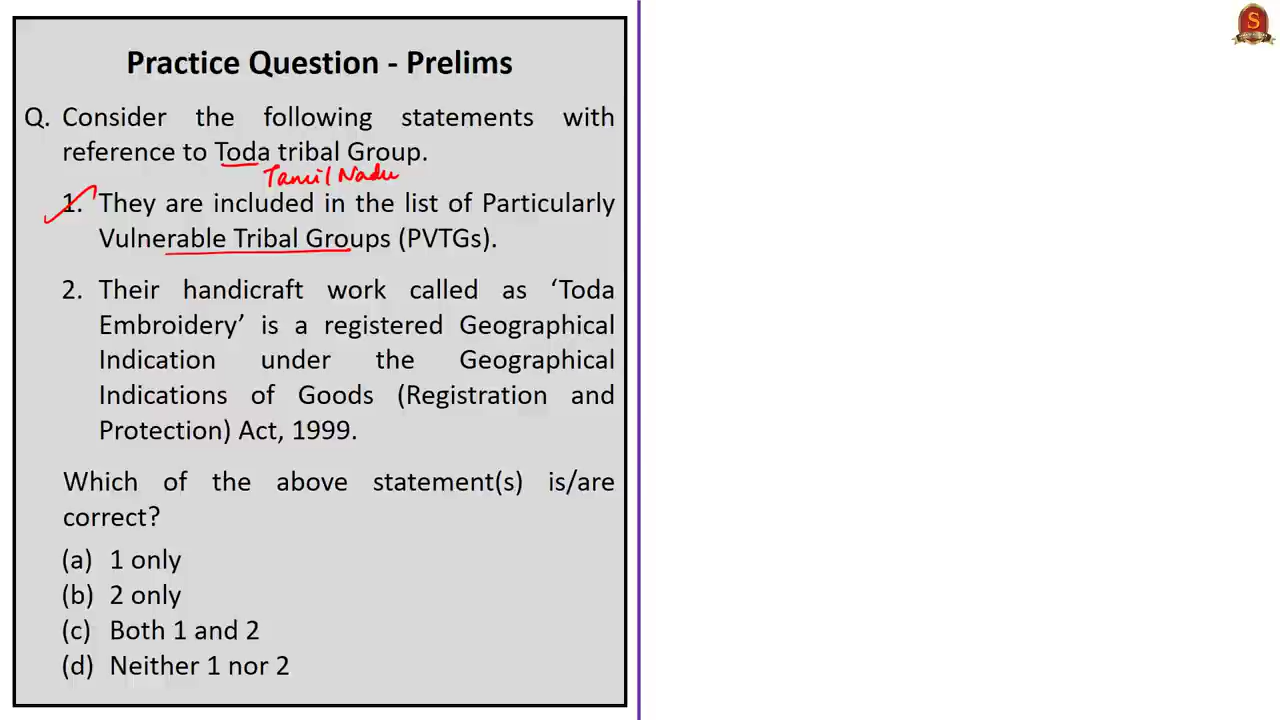 S
Practice Question - Prelims
Q. Consider the following statements with
reference to Toda tribal Group.
Tamil Nadu
1. They are included in the list of Particularly
Vulnerable Tribal Groups (PVTGs).
2. Their handicraft work called as ‘Toda
Embroidery’ is a registered Geographical
Indication under the Geographical
Indications of Goods (Registration and
Protection) Act, 1999.
Which of the above statement(s) is/are
correct?
(a) 1 only
(b) 2 only
(c) Both 1 and 2
(d) Neither 1 nor 2